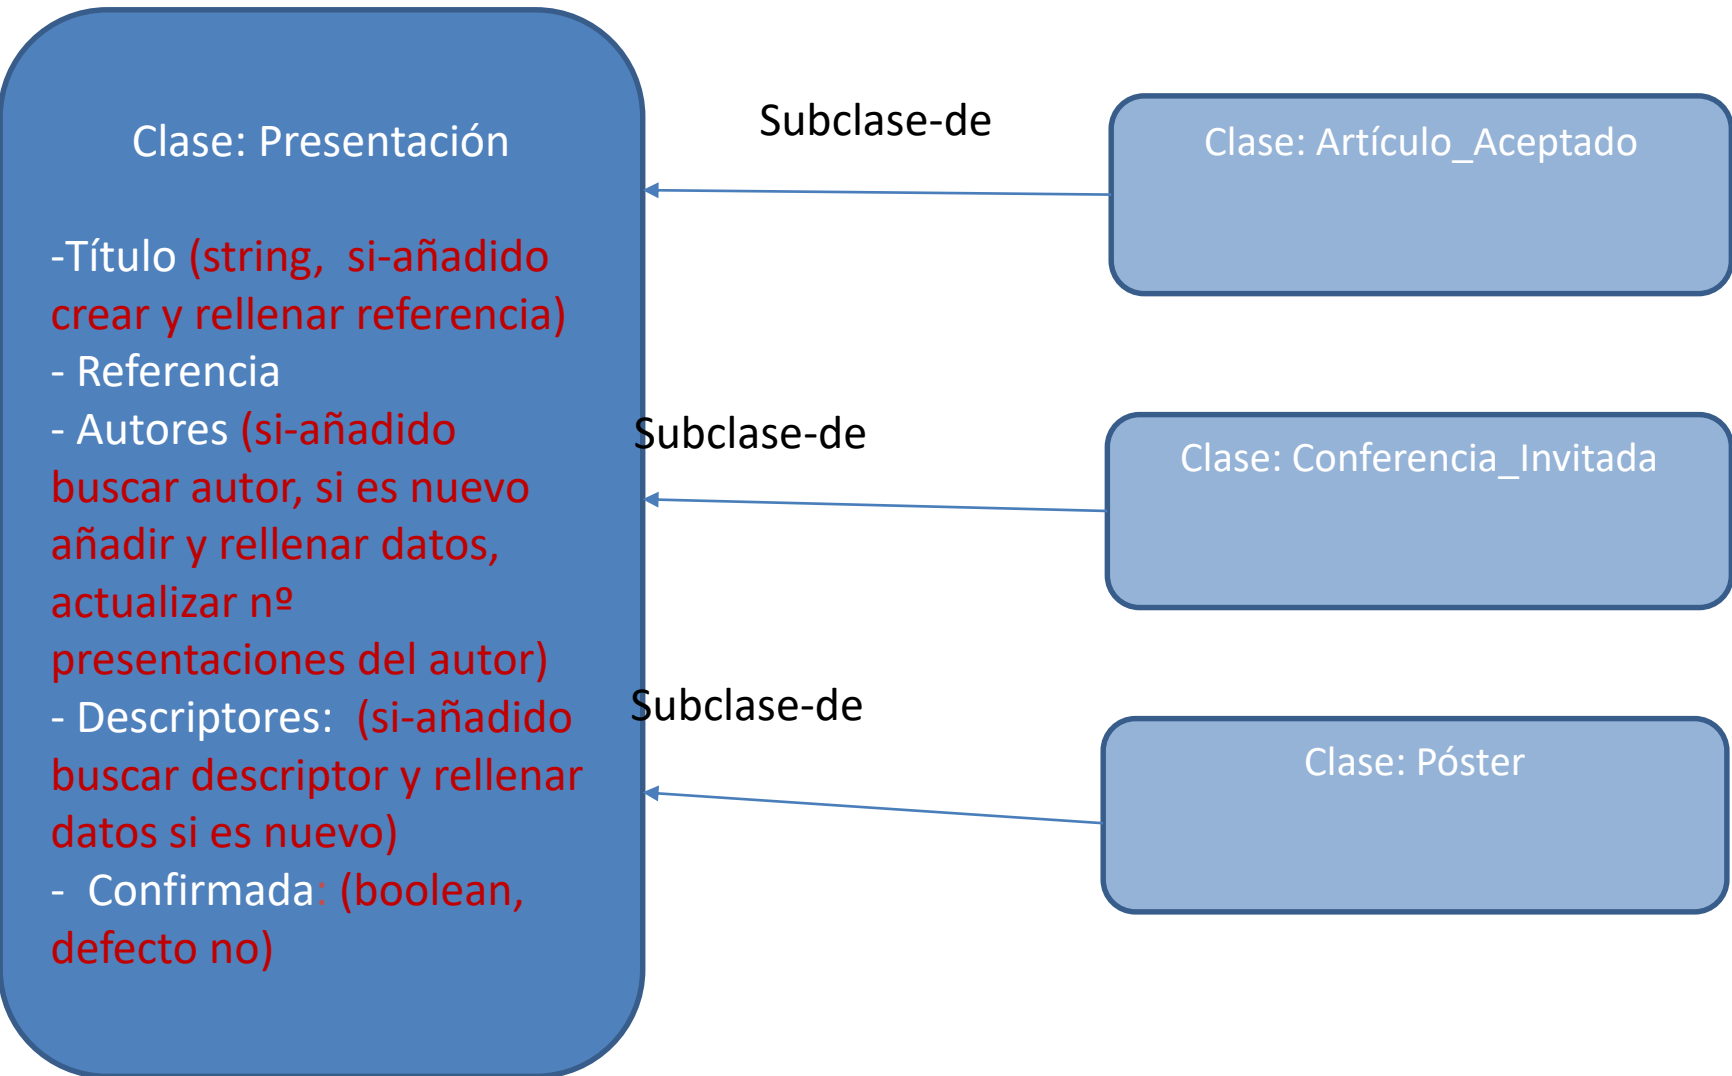 Clase: Presentación
-Título (string,  si-añadido
crear y rellenar referencia)
- Referencia
- Autores (si-añadido
buscar autor, si es nuevo
añadir y rellenar datos,
actualizar nº
presentaciones del autor)
- Descriptores:  (si-añadido
buscar descriptor y rellenar
datos si es nuevo)
-  Confirmada: (boolean,
defecto no)
Subclase-de
Clase: Artículo_Aceptado
Subclase-de
Clase: Conferencia_Invitada
Subclase-de
Clase: Póster